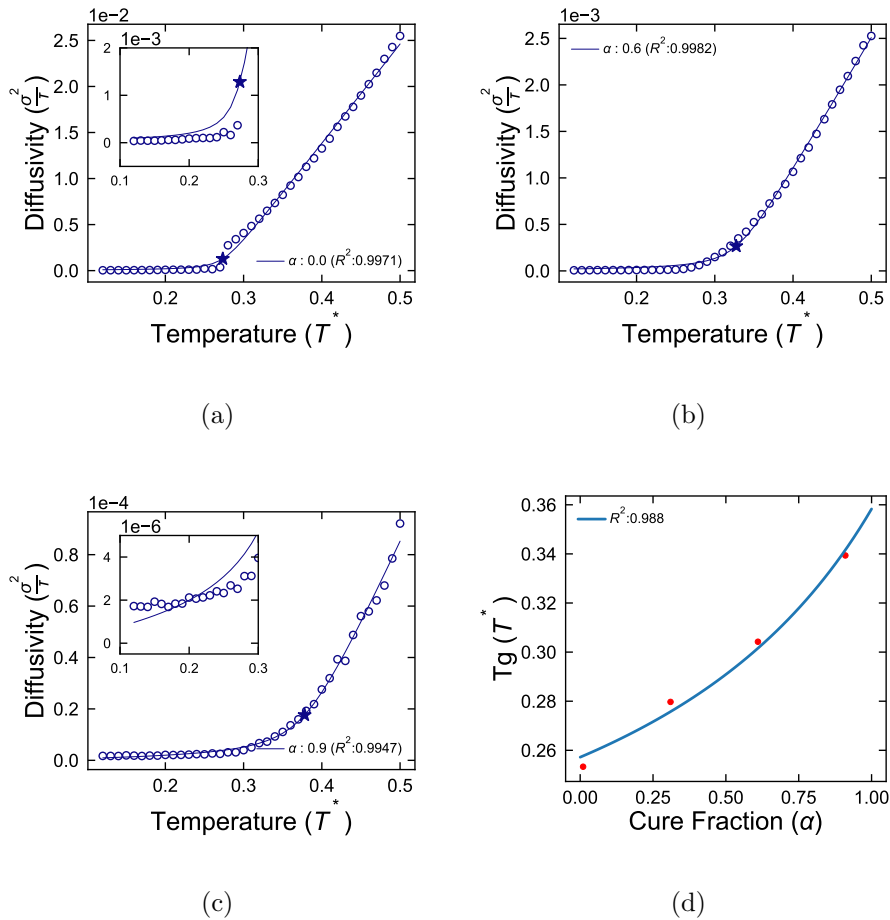 1e−2
Diffusivity (σ²/T)
2.5
2.0
1.5
1.0
0.5
0.0
1e−3
2
1
0
0.1
0.2
0.3
α : 0.0 (R²:0.9971)
0.2
0.3
0.4
0.5
Temperature (T*)
(a)
1e−3
Diffusivity (σ²/T)
2.5
2.0
1.5
1.0
0.5
0.0
α : 0.6 (R²:0.9982)
0.2
0.3
0.4
0.5
Temperature (T*)
(b)
1e−4
Diffusivity (σ²/T)
0.8
0.6
0.4
0.2
0.0
1e−6
4
2
0
0.1
0.2
0.3
α : 0.9 (R²:0.9947)
0.2
0.3
0.4
0.5
Temperature (T*)
(c)
Tg (T*)
0.36
0.34
0.32
0.30
0.28
0.26
R²:0.988
0.00
0.25
0.50
0.75
1.00
Cure Fraction (α)
(d)